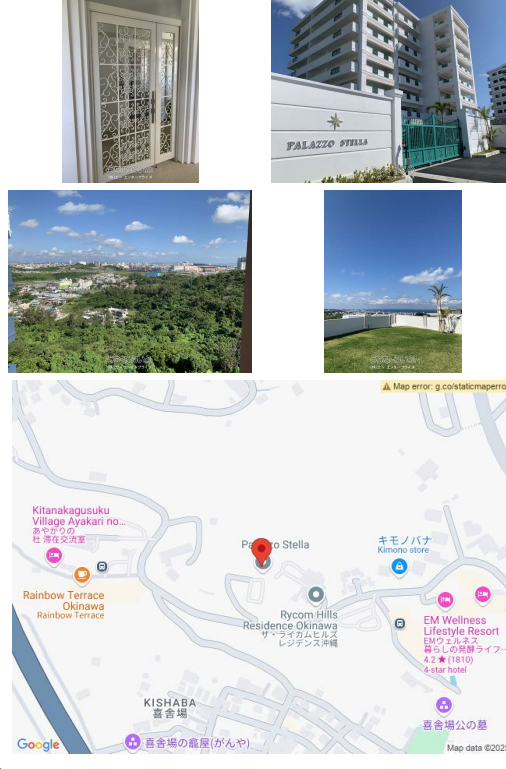 PALAZZO STELLA
Map error: g.co/staticmaperro
Kitanakagusuku
Village Ayakari no...
あやかりの
杜 滞在交流室
Palazzo Stella
キモノバナ
Kimono store
Rainbow Terrace
Okinawa
Rainbow Terrace
Rycom Hills
Residence Okinawa
ザ・ライカムヒルズ
レジデンス沖縄
EM Wellness
Lifestyle Resort
EMウェルネス
暮らしの発酵ライフ…
4.2 ★ (1810)
4-star hotel
KISHABA
喜舎場
喜舎場公の墓
喜舎場の龕屋(がんや)
Google
Map data ©2025